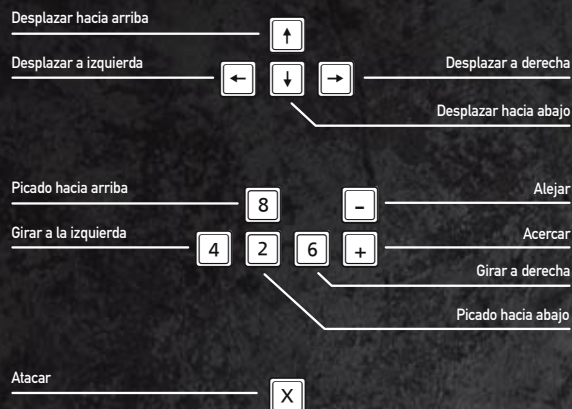 Desplazar hacia arriba
↑
Desplazar a izquierda
← ↓ →
Desplazar a derecha
Desplazar hacia abajo
Picado hacia arriba
8 -
Alejar
Girar a la izquierda
4 2 6 +
Acercar
Girar a derecha
Picado hacia abajo
Atacar
X